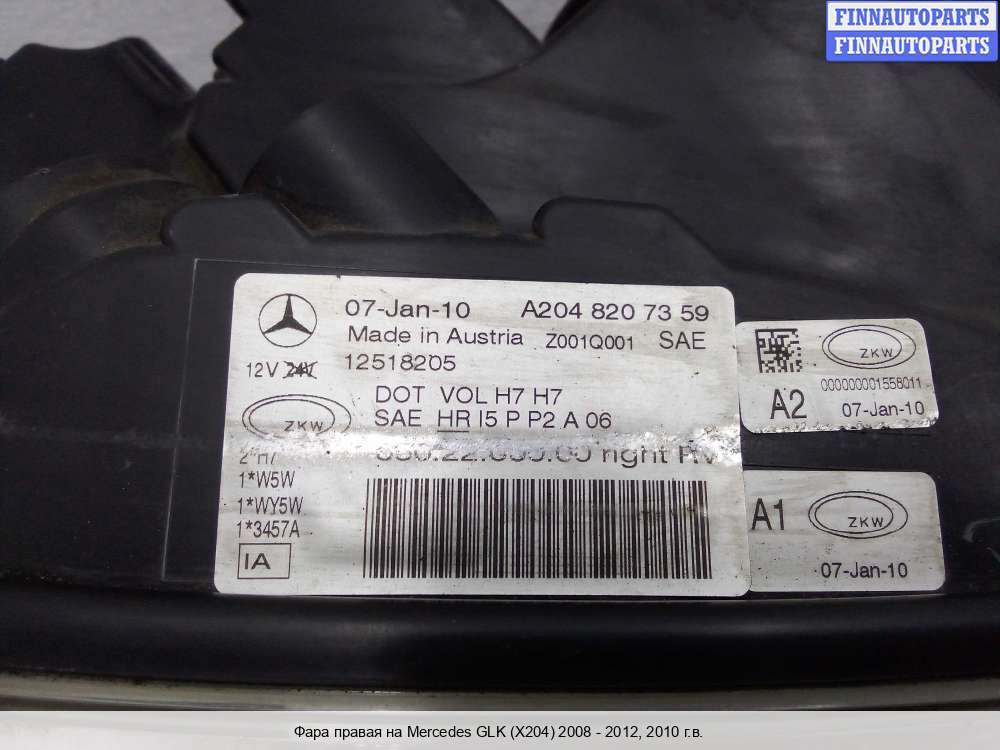 FINNAUTOPARTS
FINNAUTOPARTS
07-Jan-10 A204 820 73 59
Made in Austria Z001Q001 SAE
12V 24V 12518205
DOT VOL H7 H7
SAE HR I5 P P2 A 06
ZKW
right
2*H7
1*W5W
1*WY5W
1*3457A
IA
ZKW
000000001558011
A2 07-Jan-10
A1 ZKW
07-Jan-10
Фара правая на Mercedes GLK (X204) 2008 - 2012, 2010 г.в.